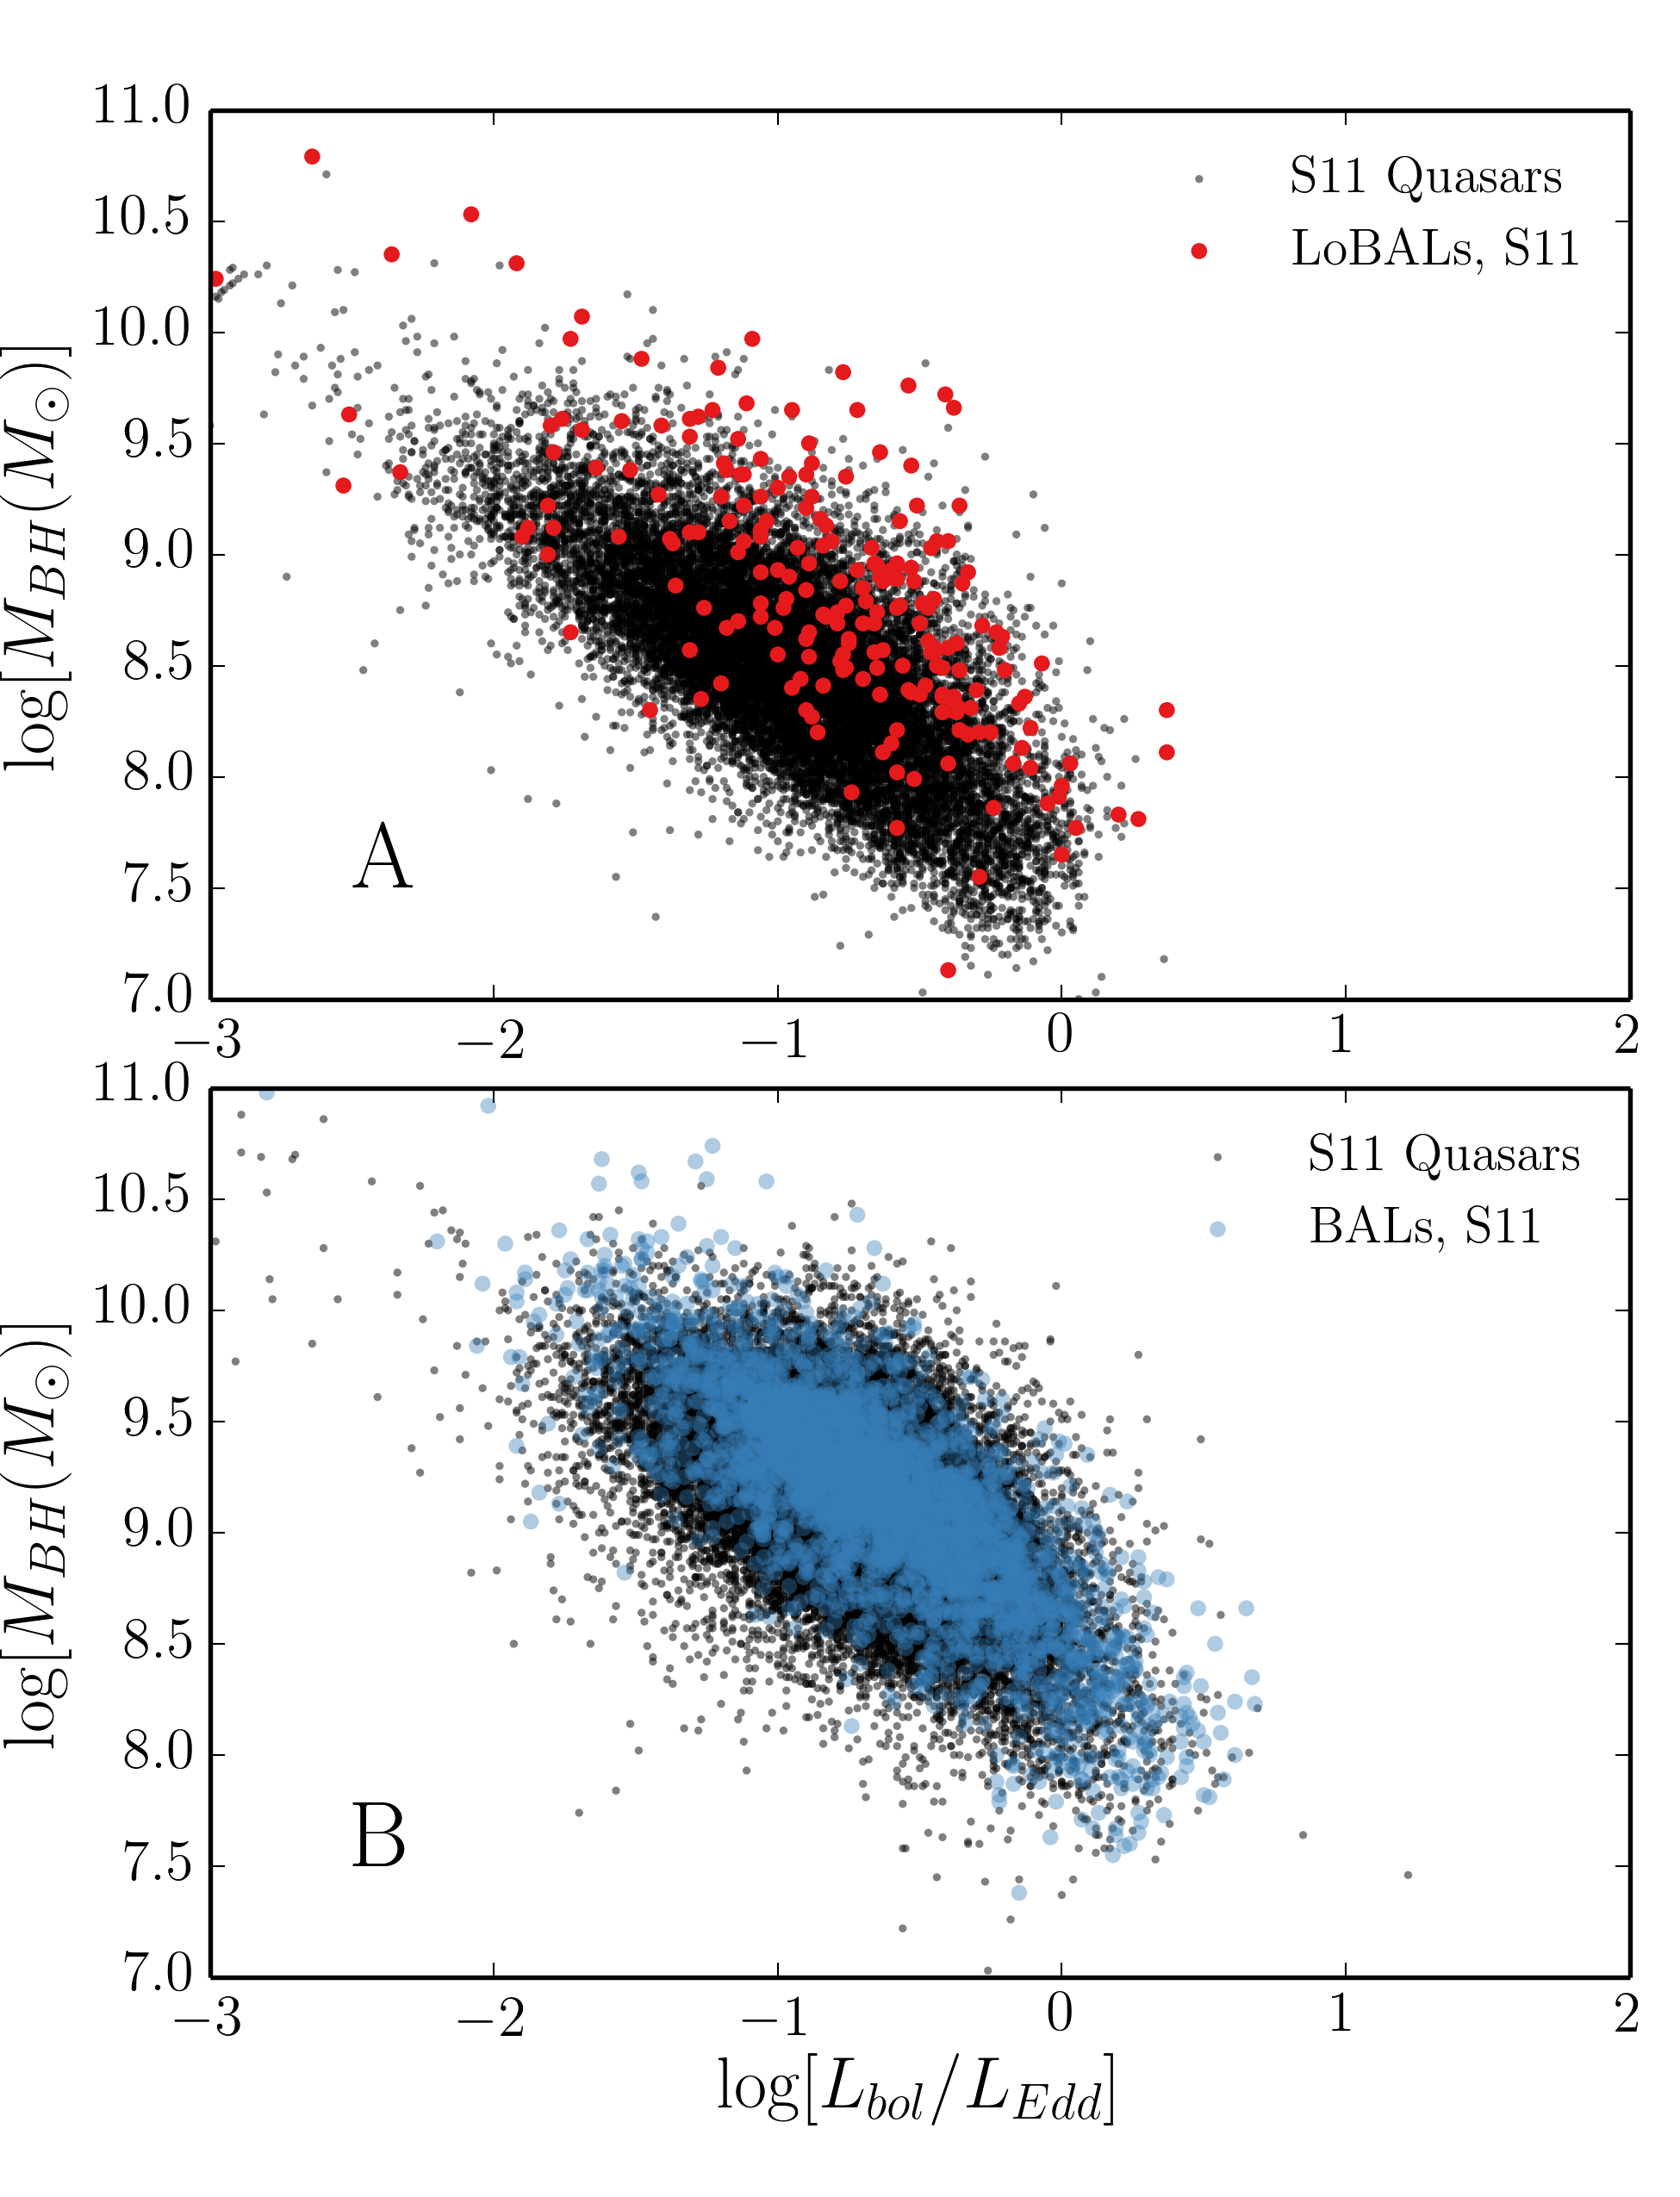 11.0
10.5
10.0
9.5
9.0
8.5
8.0
7.5
7.0
log[M_BH(M_⊙)]
S11 Quasars
LoBALs, S11
A
−3 −2 −1 0 1 2
11.0
10.5
10.0
9.5
9.0
8.5
8.0
7.5
7.0
log[M_BH(M_⊙)]
S11 Quasars
BALs, S11
B
−3 −2 −1 0 1 2
log[L_bol/L_Edd]